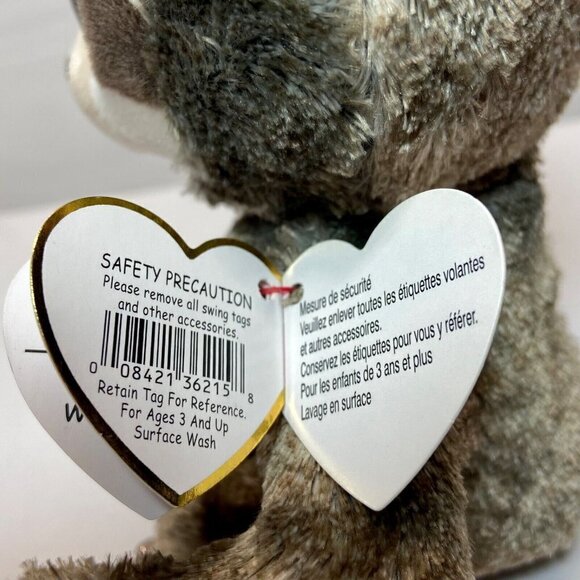 SAFETY PRECAUTION
Please remove all swing tags
and other accessories.
0 08421 36215 8
Retain Tag For Reference.
For Ages 3 And Up
Surface Wash
Mesure de sécurité
Veuillez enlever toutes les étiquettes volantes
et autres accessoires.
Conservez les étiquettes pour vous y référer.
Pour les enfants de 3 ans et plus
Lavage en surface